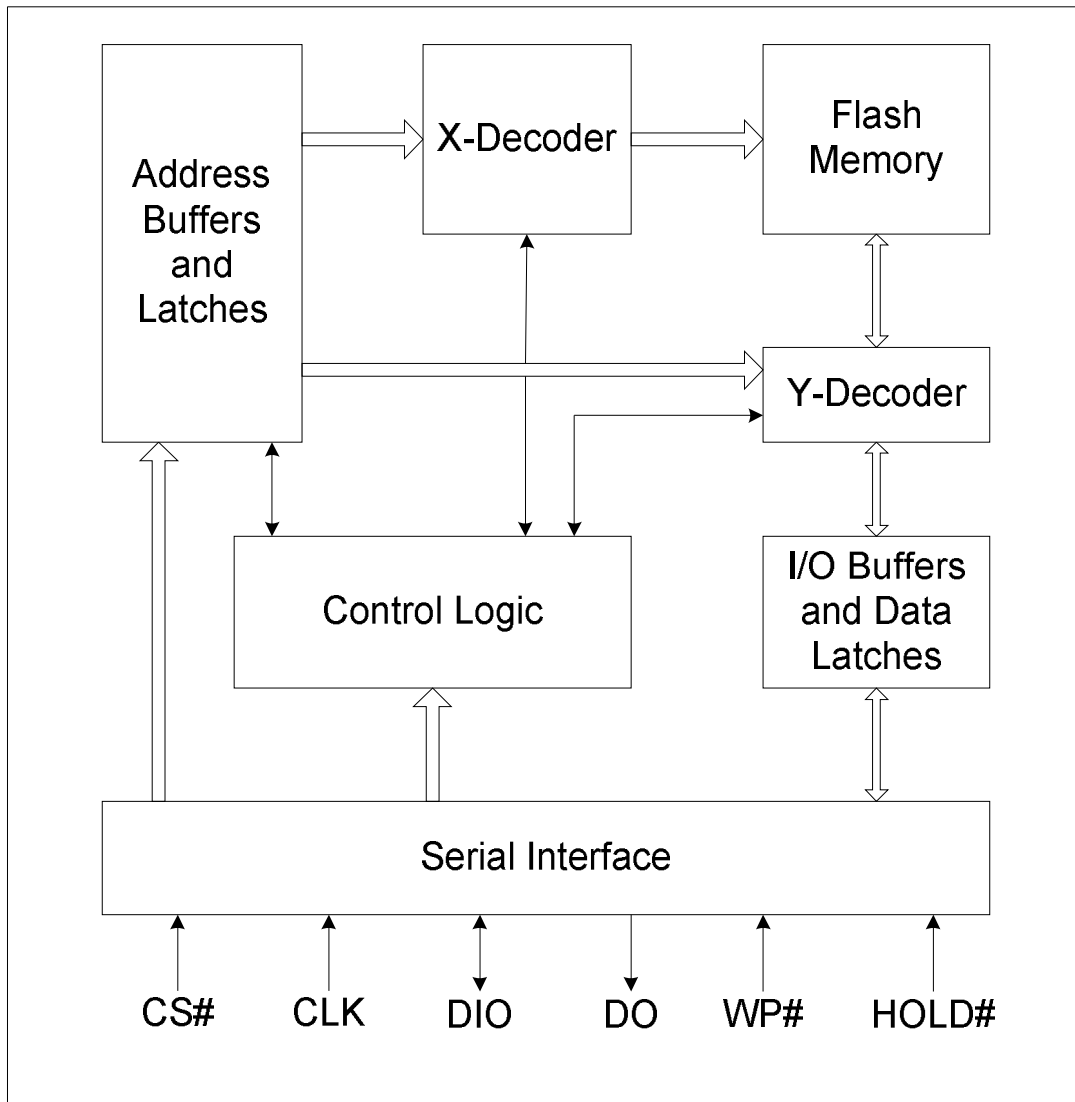 Address
Buffers
and
Latches
X-Decoder
Flash
Memory
Y-Decoder
Control Logic
I/O Buffers
and Data
Latches
Serial Interface
CS#
CLK
DIO
DO
WP#
HOLD#